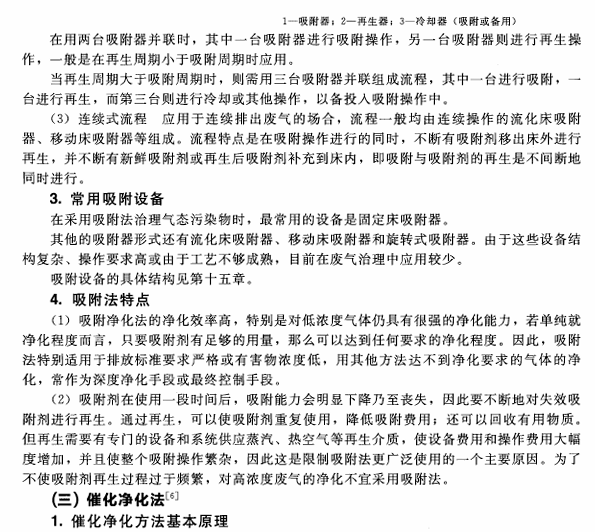 1—吸附器；2—再生器；3—冷却器（吸附或备用）
在用两台吸附器并联时，其中一台吸附器进行吸附操作，另一台吸附器则进行再生操
作，一般是在再生周期小于吸附周期时应用。
当再生周期大于吸附周期时，则需用三台吸附器并联组成流程，其中一台进行吸附，一
台进行再生，而第三台则进行冷却或其他操作，以备投入吸附操作中。
（3）连续式流程　应用于连续排出废气的场合，流程一般均由连续操作的流化床吸附
器、移动床吸附器等组成。流程特点是在吸附操作进行的同时，不断有吸附剂移出床外进行
再生，并不断有新鲜吸附剂或再生后吸附剂补充到床内，即吸附与吸附剂的再生是不间断地
同时进行。
3. 常用吸附设备
在采用吸附法治理气态污染物时，最常用的设备是固定床吸附器。
其他的吸附器形式还有流化床吸附器、移动床吸附器和旋转式吸附器。由于这些设备结
构复杂、操作要求高或由于工艺不够成熟，目前在废气治理中应用较少。
吸附设备的具体结构见第十五章。
4. 吸附法特点
（1）吸附净化法的净化效率高，特别是对低浓度气体仍具有很强的净化能力，若单纯就
净化程度而言，只要吸附剂有足够的用量，那么可以达到任何要求的净化程度。因此，吸附
法特别适用于排放标准要求严格或有害物浓度低，用其他方法达不到净化要求的气体的净
化，常作为深度净化手段或最终控制手段。
（2）吸附剂在使用一段时间后，吸附能力会明显下降乃至丧失，因此要不断地对失效吸
附剂进行再生。通过再生，可以使吸附剂重复使用，降低吸附费用；还可以回收有用物质。
但再生需要有专门的设备和系统供应蒸汽、热空气等再生介质，使设备费用和操作费用大幅
度增加，并且使整个吸附操作繁杂，因此这是限制吸附法更广泛使用的一个主要原因。为了
不使吸附剂再生过程过于频繁，对高浓度废气的净化不宜采用吸附法。
(三) 催化净化法[6]
1. 催化净化方法基本原理